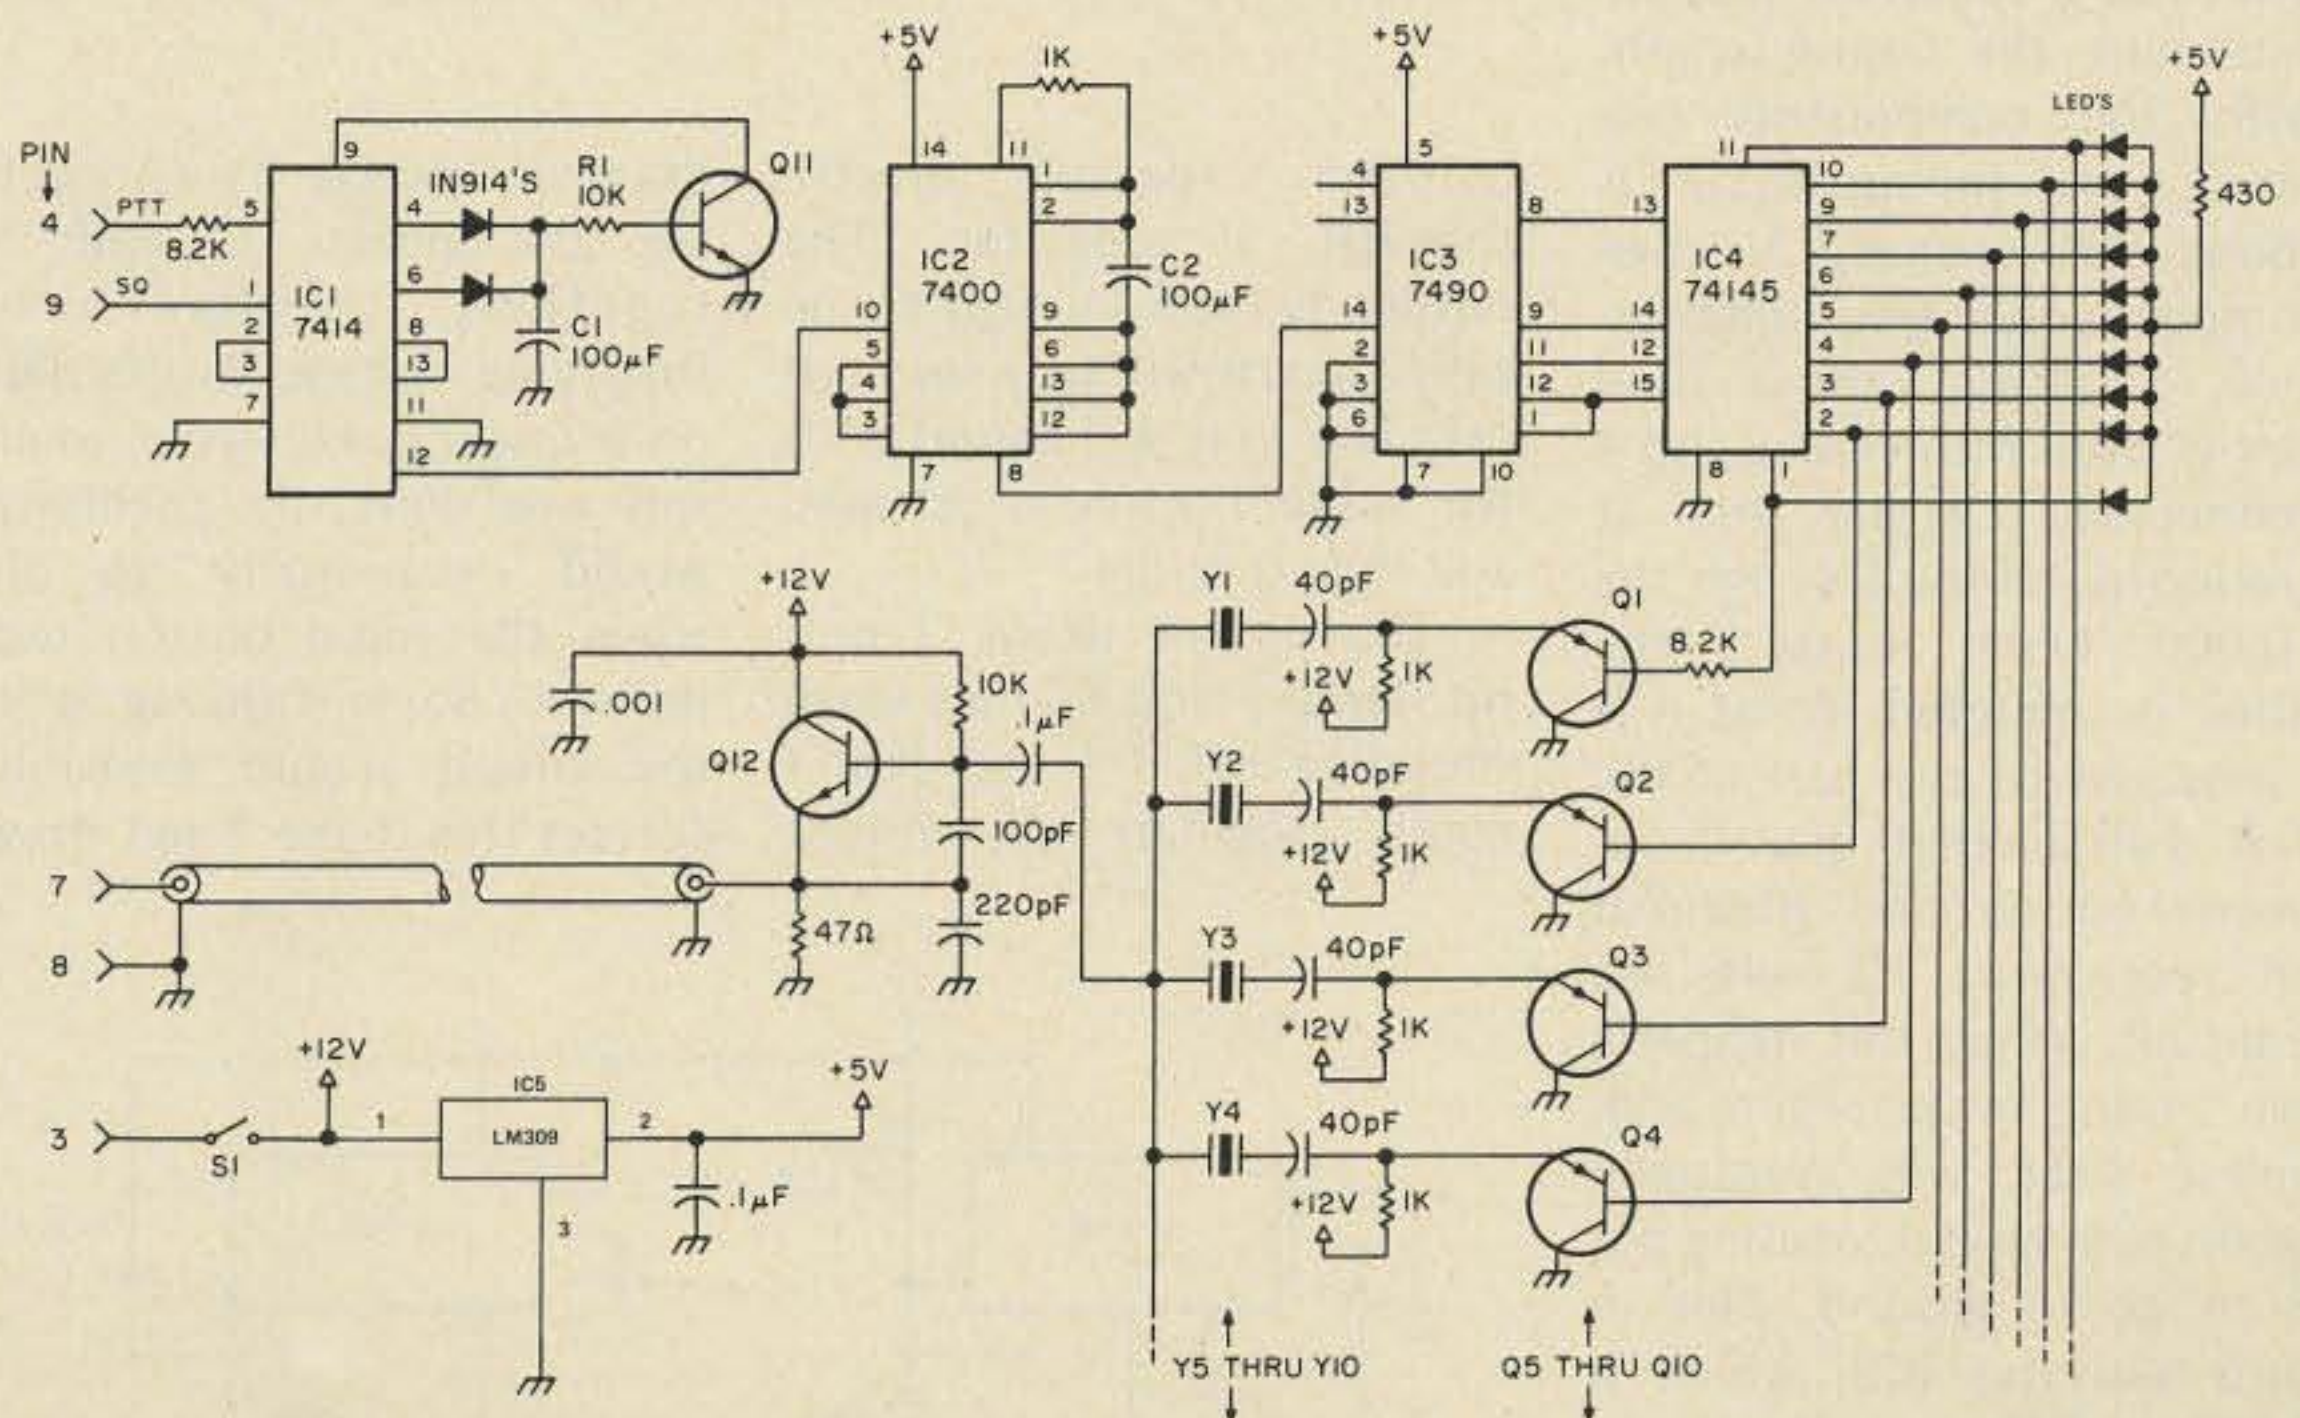 PIN
4
PTT
8.2K
9
SQ
5
1
2
3
7
9
IC1
7414
4
6
8
13
11
12
1N914'S
R1
10K
Q11
C1
100µF
+5V
1K
14
11
IC2
7400
1
2
10
5
4
3
9
6
13
12
7
8
C2
100µF
+5V
5
4
13
IC3
7490
14
2
3
6
8
9
11
12
1
7
10
13
14
12
15
11
IC4
74145
10
9
7
6
5
4
3
2
8
1
LED'S
+5V
430
+12V
.001
10K
.1µF
Q12
100pF
220pF
47Ω
7
8
Y1
40pF
Q1
8.2K
+12V
1K
Y2
40pF
Q2
+12V
1K
Y3
40pF
Q3
+12V
1K
Y4
40pF
Q4
+12V
1K
Y5 THRU Y10
Q5 THRU Q10
+12V
3
S1
1
IC5
LM309
2
3
+5V
.1µF